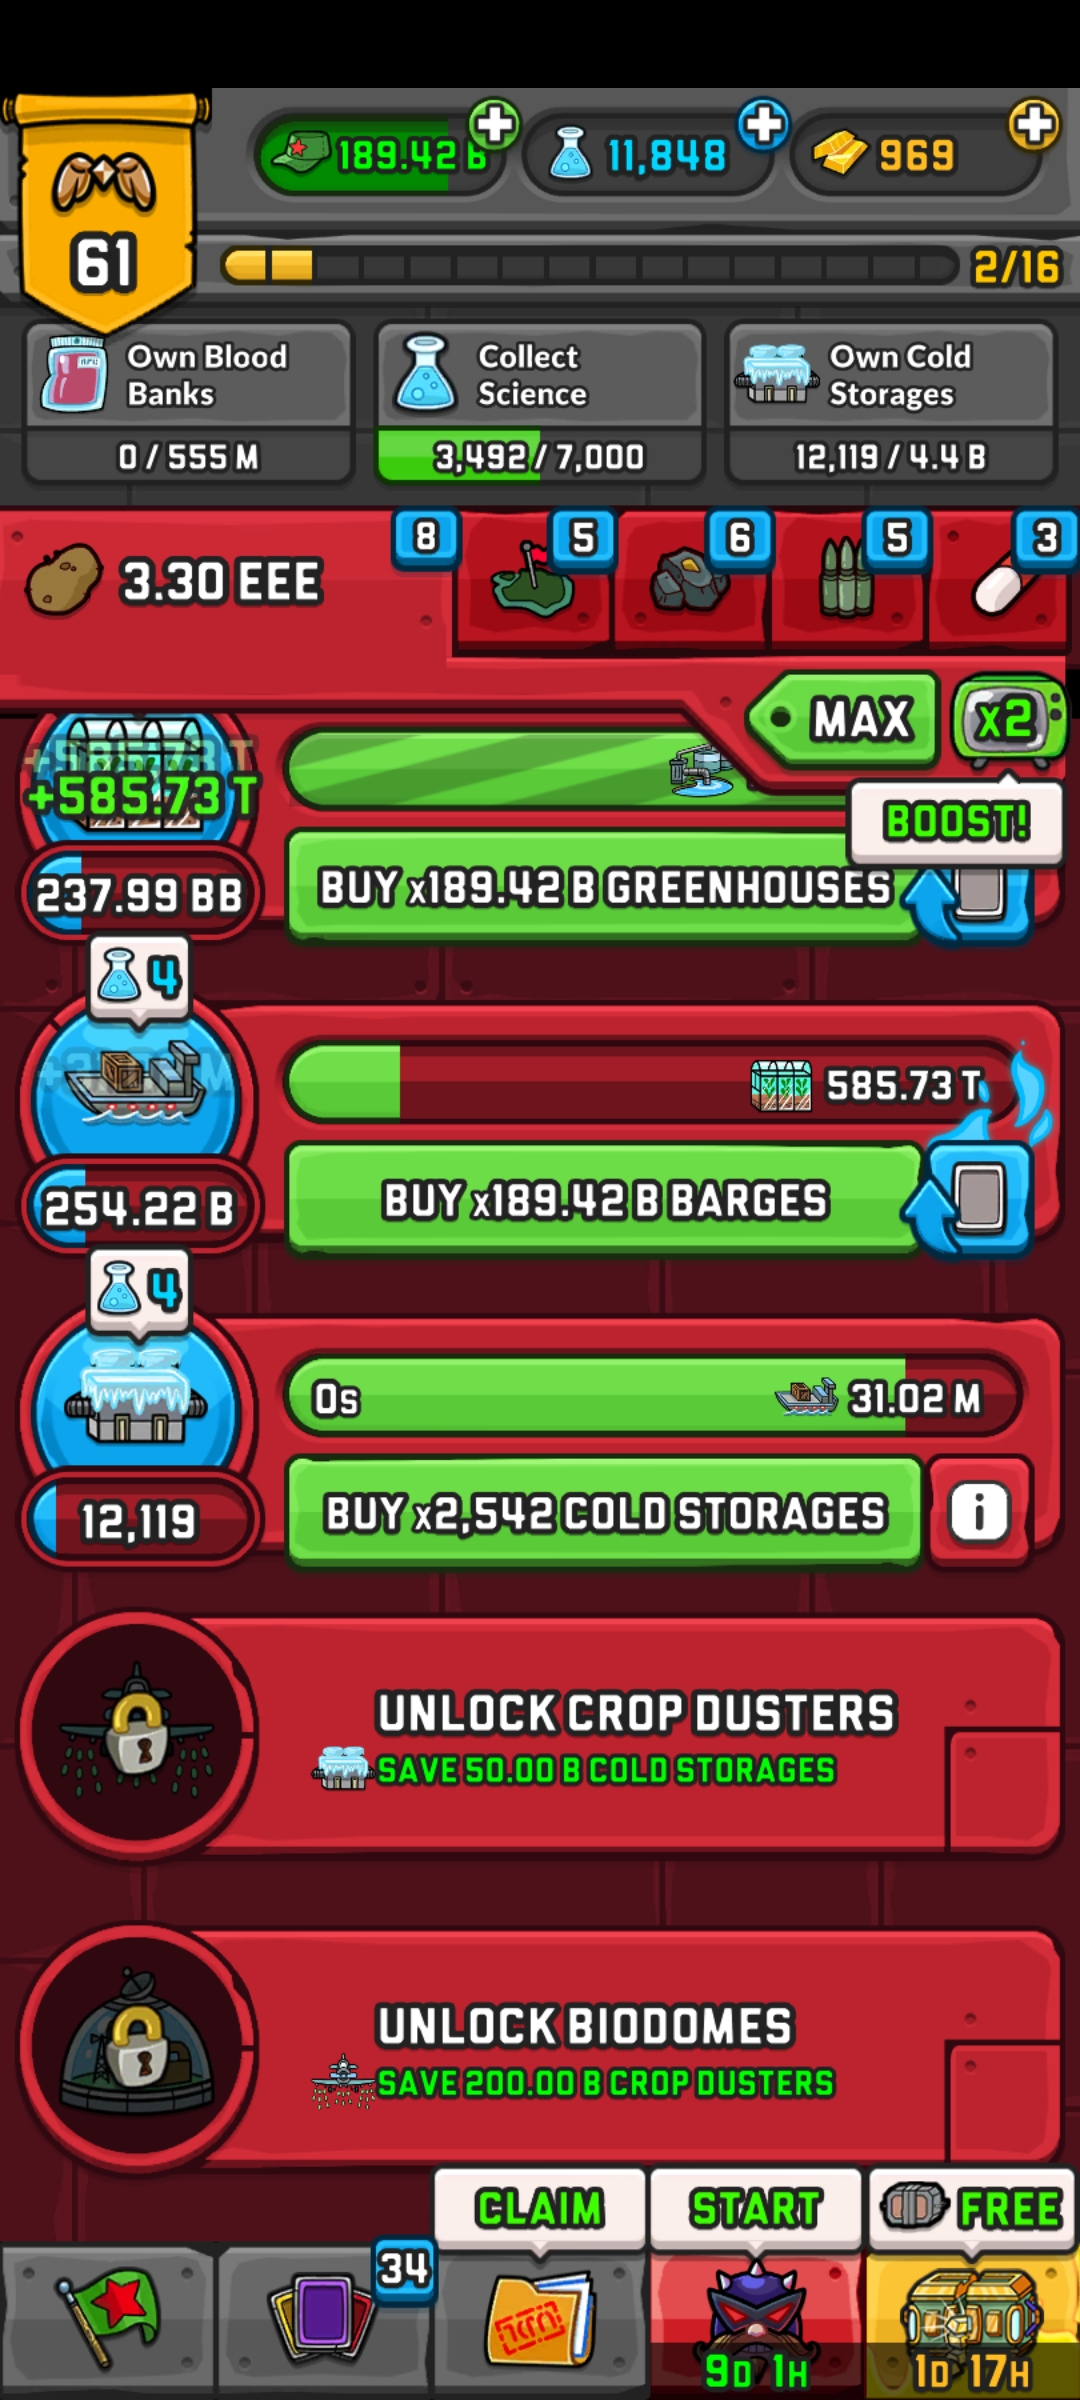 189.42 B
11,848
969
61
2/16
Own Blood Banks
0 / 555 M
Collect Science
3,492 / 7,000
Own Cold Storages
12,119 / 4.4 B
3.30 EEE
8
5
6
5
3
MAX
x2
BOOST!
+585.73 T
+585.73 T
237.99 BB
BUY x189.42 B GREENHOUSES
4
585.73 T
254.22 B
BUY x189.42 B BARGES
4
0s
31.02 M
12,119
BUY x2,542 COLD STORAGES
i
UNLOCK CROP DUSTERS
SAVE 50.00 B COLD STORAGES
UNLOCK BIODOMES
SAVE 200.00 B CROP DUSTERS
CLAIM
START
FREE
34
9D 1H
1D 17H